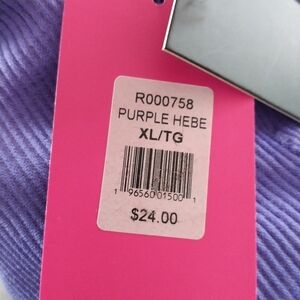 R000758
PURPLE HEBE
XL/TG
1 96560 01500 1
$24.00